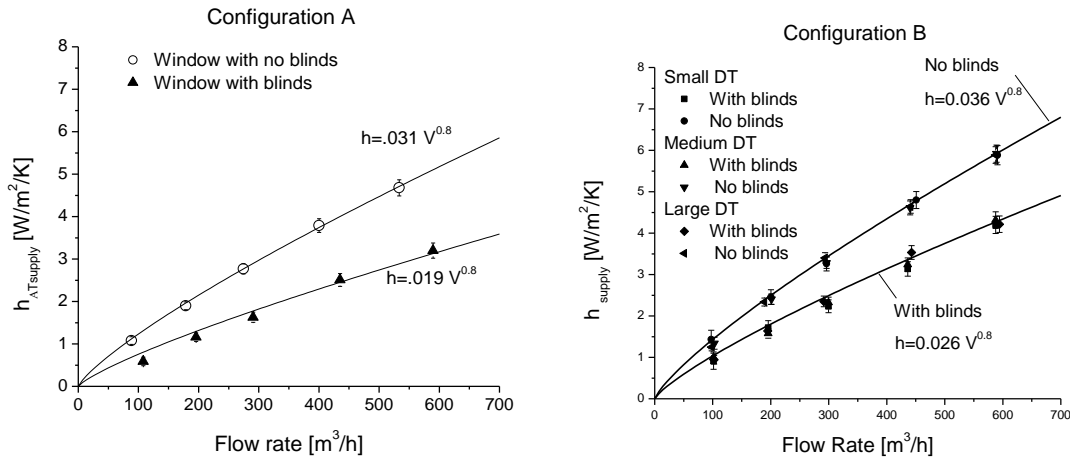 Configuration A
8
7
6
5
4
3
2
1
0
0 100 200 300 400 500 600 700
h ΔTsupply [W/m²/K]
Flow rate [m³/h]
Window with no blinds
Window with blinds
h=.031 V^0.8
h=.019 V^0.8
Configuration B
8
7
6
5
4
3
2
1
0
0 100 200 300 400 500 600 700
h supply [W/m²/K]
Flow Rate [m³/h]
Small DT
With blinds
No blinds
Medium DT
With blinds
No blinds
Large DT
With blinds
No blinds
No blinds
h=0.036 V^0.8
With blinds
h=0.026 V^0.8